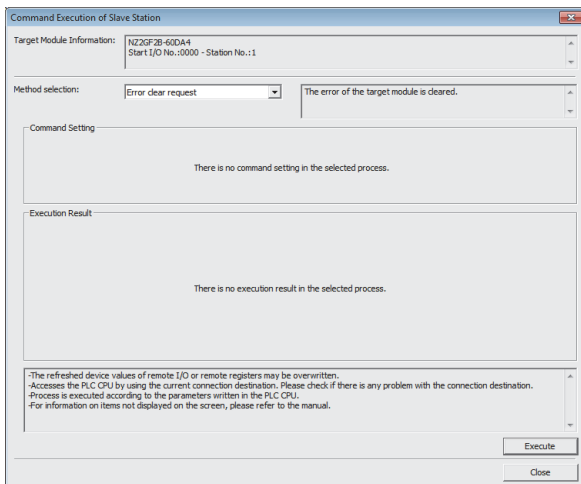 Command Execution of Slave Station
Target Module Information:
NZ2GF2B-60DA4
Start I/O No.:0000 - Station No.:1
Method selection:
Error clear request
The error of the target module is cleared.
Command Setting
There is no command setting in the selected process.
Execution Result
There is no execution result in the selected process.
-The refreshed device values of remote I/O or remote registers may be overwritten.
-Accesses the PLC CPU by using the current connection destination. Please check if there is any problem with the connection destination.
-Process is executed according to the parameters written in the PLC CPU.
-For information on items not displayed on the screen, please refer to the manual.
Execute
Close